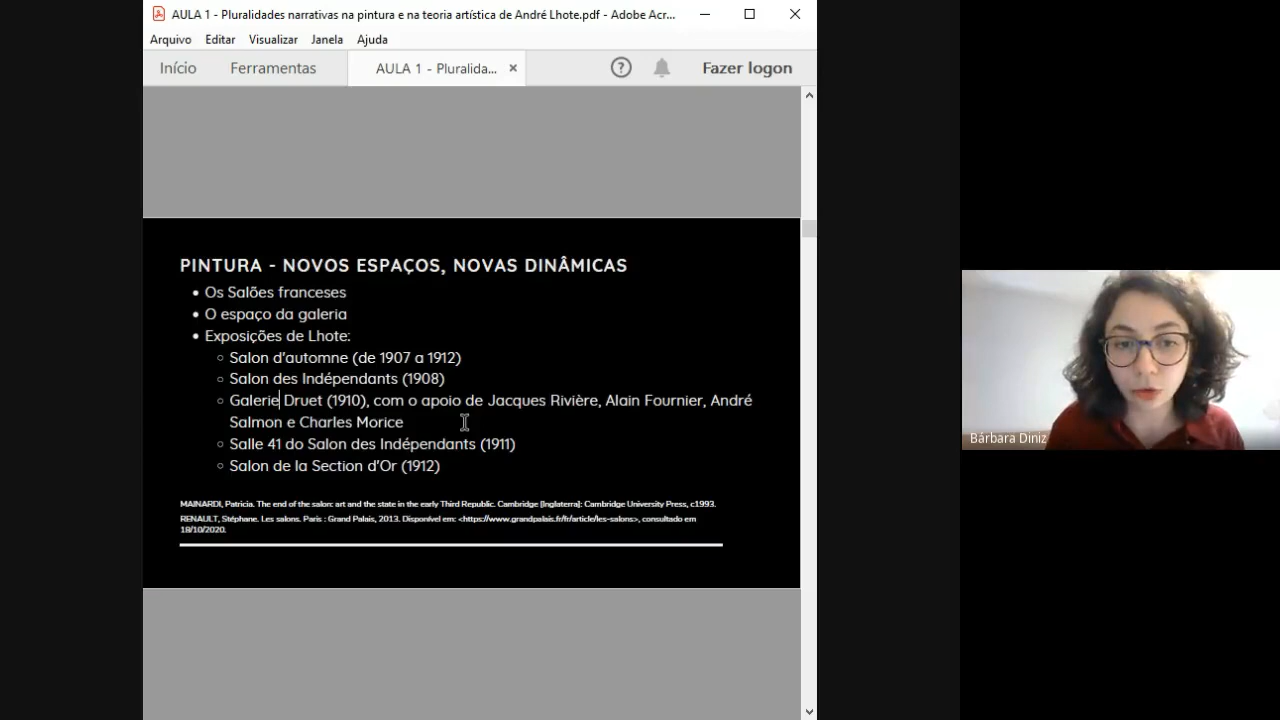 AULA 1 - Pluralidades narrativas na pintura e na teoria artística de André Lhote.pdf - Adobe Acr...
Arquivo Editar Visualizar Janela Ajuda
Início Ferramentas AULA 1 - Pluralida... × ? Fazer logon
PINTURA - NOVOS ESPAÇOS, NOVAS DINÂMICAS
• Os Salões franceses
• O espaço da galeria
• Exposições de Lhote:
○ Salon d'automne (de 1907 a 1912)
○ Salon des Indépendants (1908)
○ Galerie Druet (1910), com o apoio de Jacques Rivière, Alain Fournier, André
Salmon e Charles Morice
○ Salle 41 do Salon des Indépendants (1911)
○ Salon de la Section d'Or (1912)
MAINARDI, Patricia. The end of the salon: art and the state in the early Third Republic. Cambridge [Inglaterra]: Cambridge University Press, c1993.
RENAULT, Stéphane. Les salons. Paris : Grand Palais, 2013. Disponível em: <https://www.grandpalais.fr/fr/article/les-salons>, consultado em
18/10/2020.
Bárbara Diniz